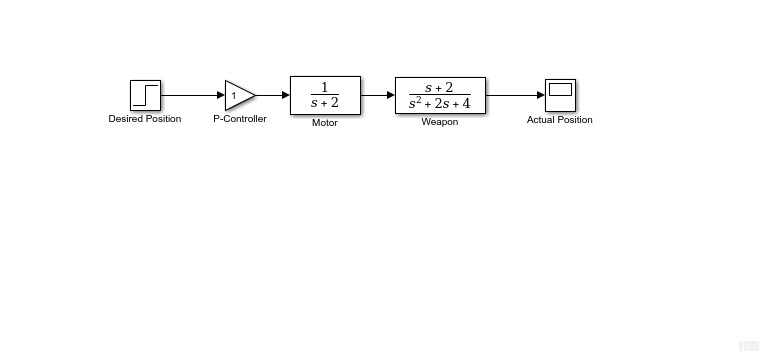 1
1
s + 2
s + 2
s² + 2s + 4
Desired Position
P-Controller
Motor
Weapon
Actual Position